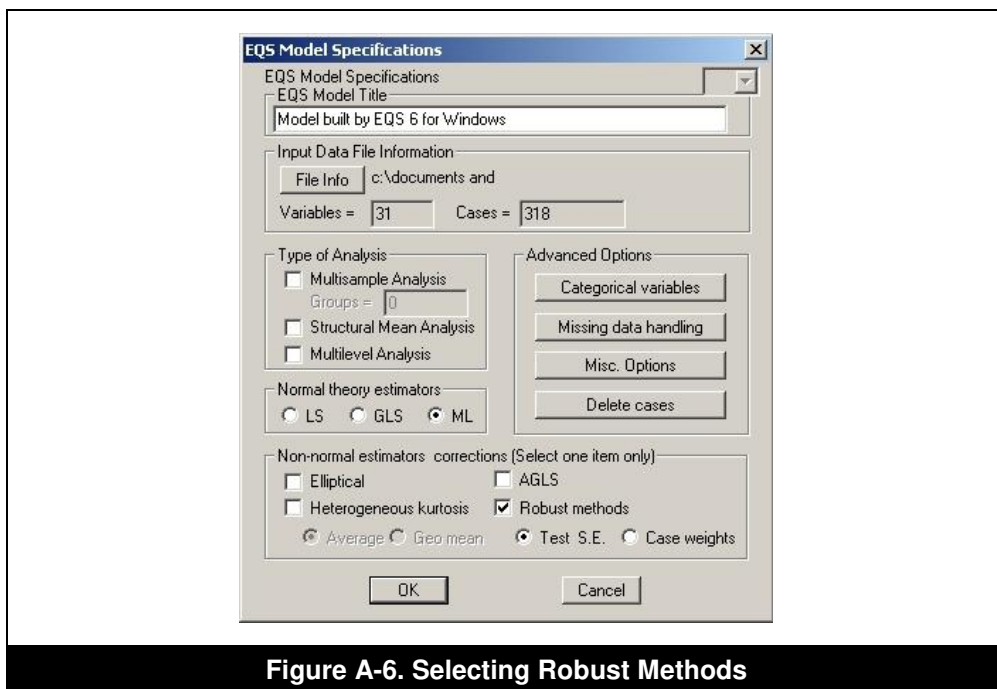 EQS Model Specifications
EQS Model Specifications
EQS Model Title
Model built by EQS 6 for Windows
Input Data File Information
File Info c:\documents and
Variables = 31 Cases = 318
Type of Analysis
Multisample Analysis
Groups = 0
Structural Mean Analysis
Multilevel Analysis
Advanced Options
Categorical variables
Missing data handling
Misc. Options
Delete cases
Normal theory estimators
LS GLS ML
Non-normal estimators corrections (Select one item only)
Elliptical AGLS
Heterogeneous kurtosis Robust methods
Average Geo mean Test S.E. Case weights
OK Cancel
Figure A-6. Selecting Robust Methods